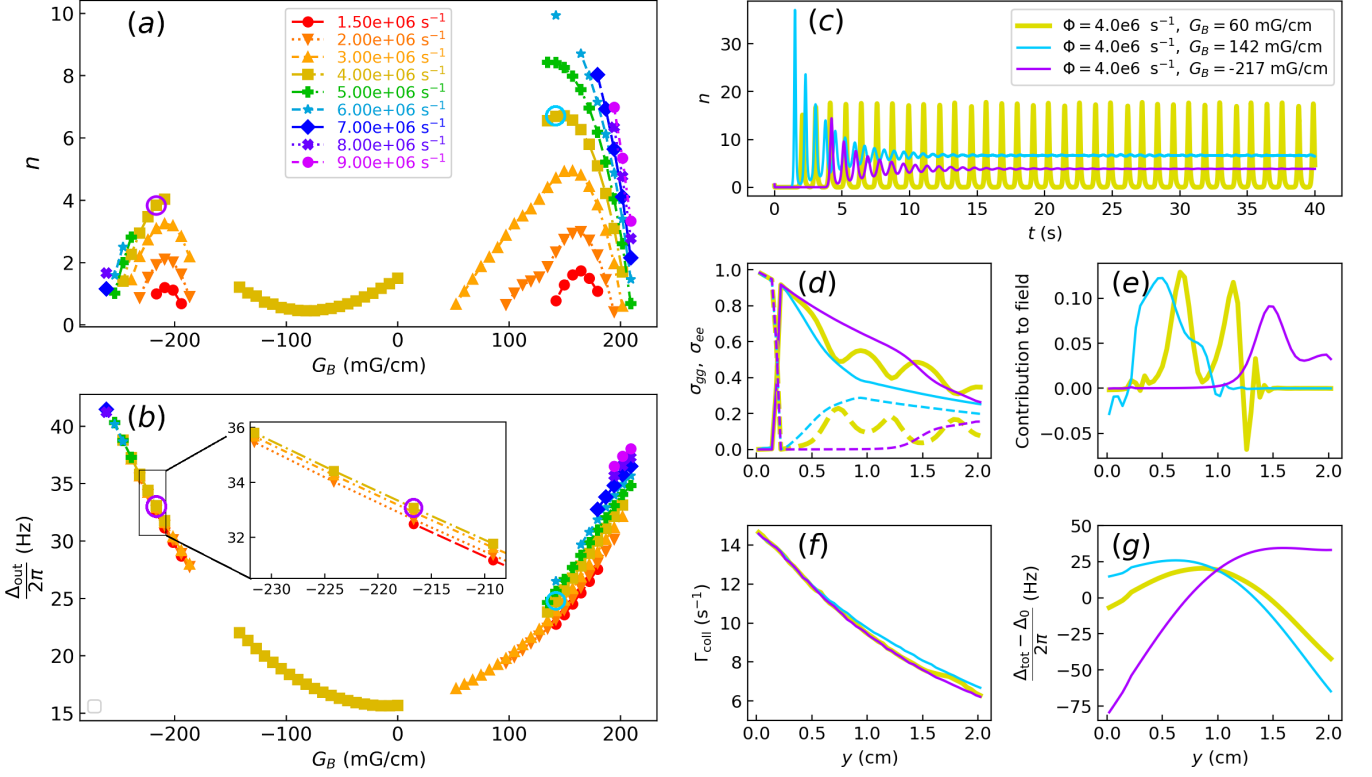 (a)
1.50e+06 s⁻¹
2.00e+06 s⁻¹
3.00e+06 s⁻¹
4.00e+06 s⁻¹
5.00e+06 s⁻¹
6.00e+06 s⁻¹
7.00e+06 s⁻¹
8.00e+06 s⁻¹
9.00e+06 s⁻¹
n
10
8
6
4
2
0
−200 −100 0 100 200
G_B (mG/cm)
(b)
Δ_out/2π (Hz)
40
35
30
25
20
15
36
34
32
−230 −225 −220 −215 −210
−200 −100 0 100 200
G_B (mG/cm)
(c)
Φ = 4.0e6 s⁻¹, G_B = 60 mG/cm
Φ = 4.0e6 s⁻¹, G_B = 142 mG/cm
Φ = 4.0e6 s⁻¹, G_B = -217 mG/cm
n
30
20
10
0
0 5 10 15 20 25 30 35 40
t (s)
(d)
σ_gg, σ_ee
1.0
0.8
0.6
0.4
0.2
0.0
0.0 0.5 1.0 1.5 2.0
(e)
Contribution to field
0.10
0.05
0.00
−0.05
0.0 0.5 1.0 1.5 2.0
(f)
Γ_coll (s⁻¹)
14
12
10
8
6
0.0 0.5 1.0 1.5 2.0
y (cm)
(g)
Δ_tot − Δ_0/2π (Hz)
50
25
0
−25
−50
−75
0.0 0.5 1.0 1.5 2.0
y (cm)